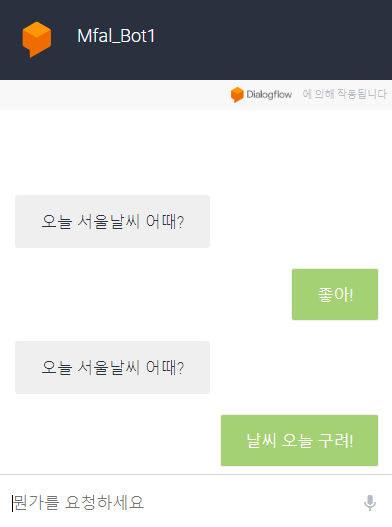 Mfal_Bot1
Dialogflow 에 의해 작동됩니다
오늘 서울날씨 어때?
좋아!
오늘 서울날씨 어때?
날씨 오늘 구려!
뭔가를 요청하세요